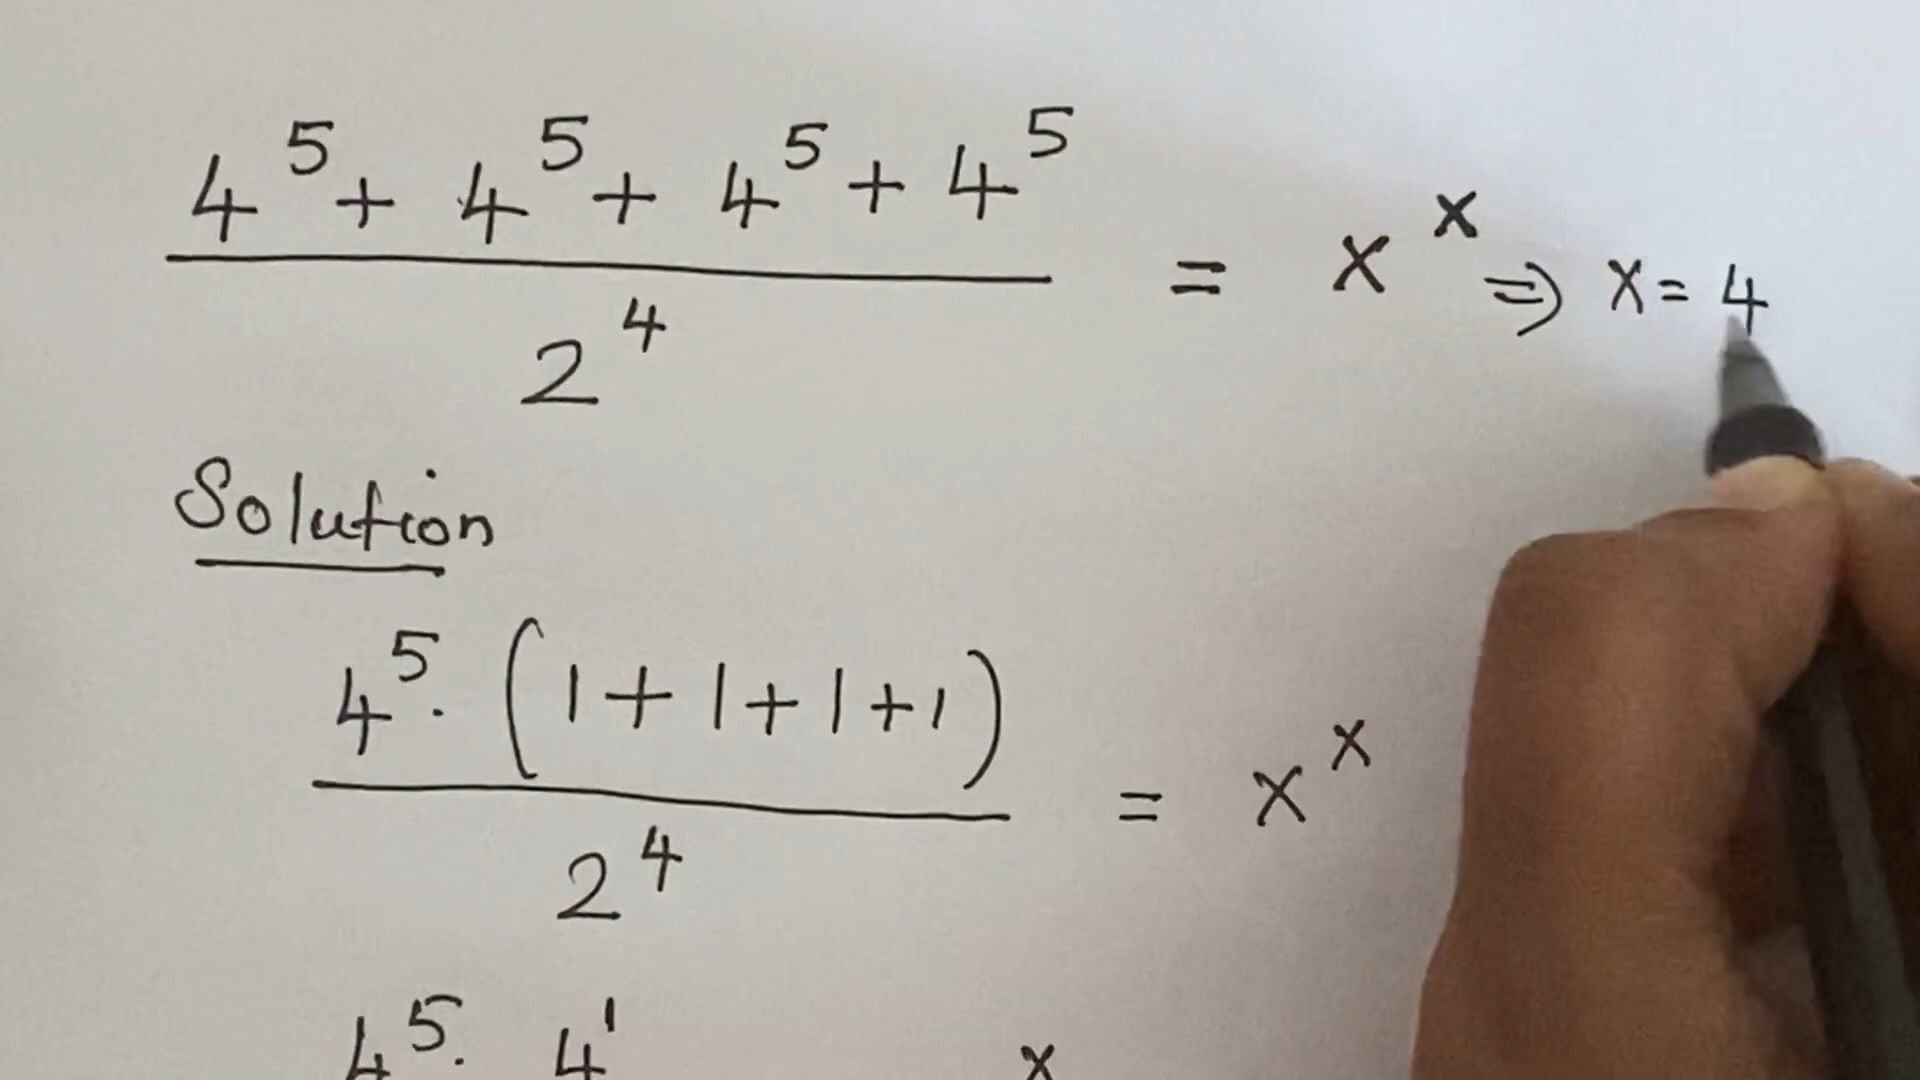 4^5 + 4^5 + 4^5 + 4^5 / 2^4 = x^x ⇒ x = 4
Solution
4^5 · (1+1+1+1) / 2^4 = x^x
4^5 · 4^1 x